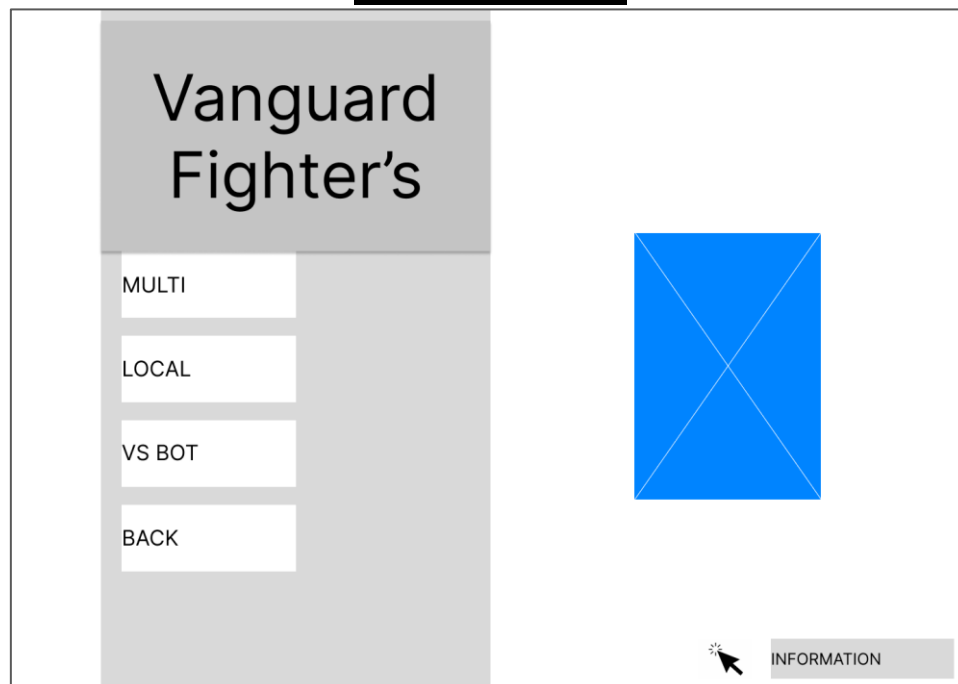 Vanguard
Fighter’s
MULTI
LOCAL
VS BOT
BACK
INFORMATION